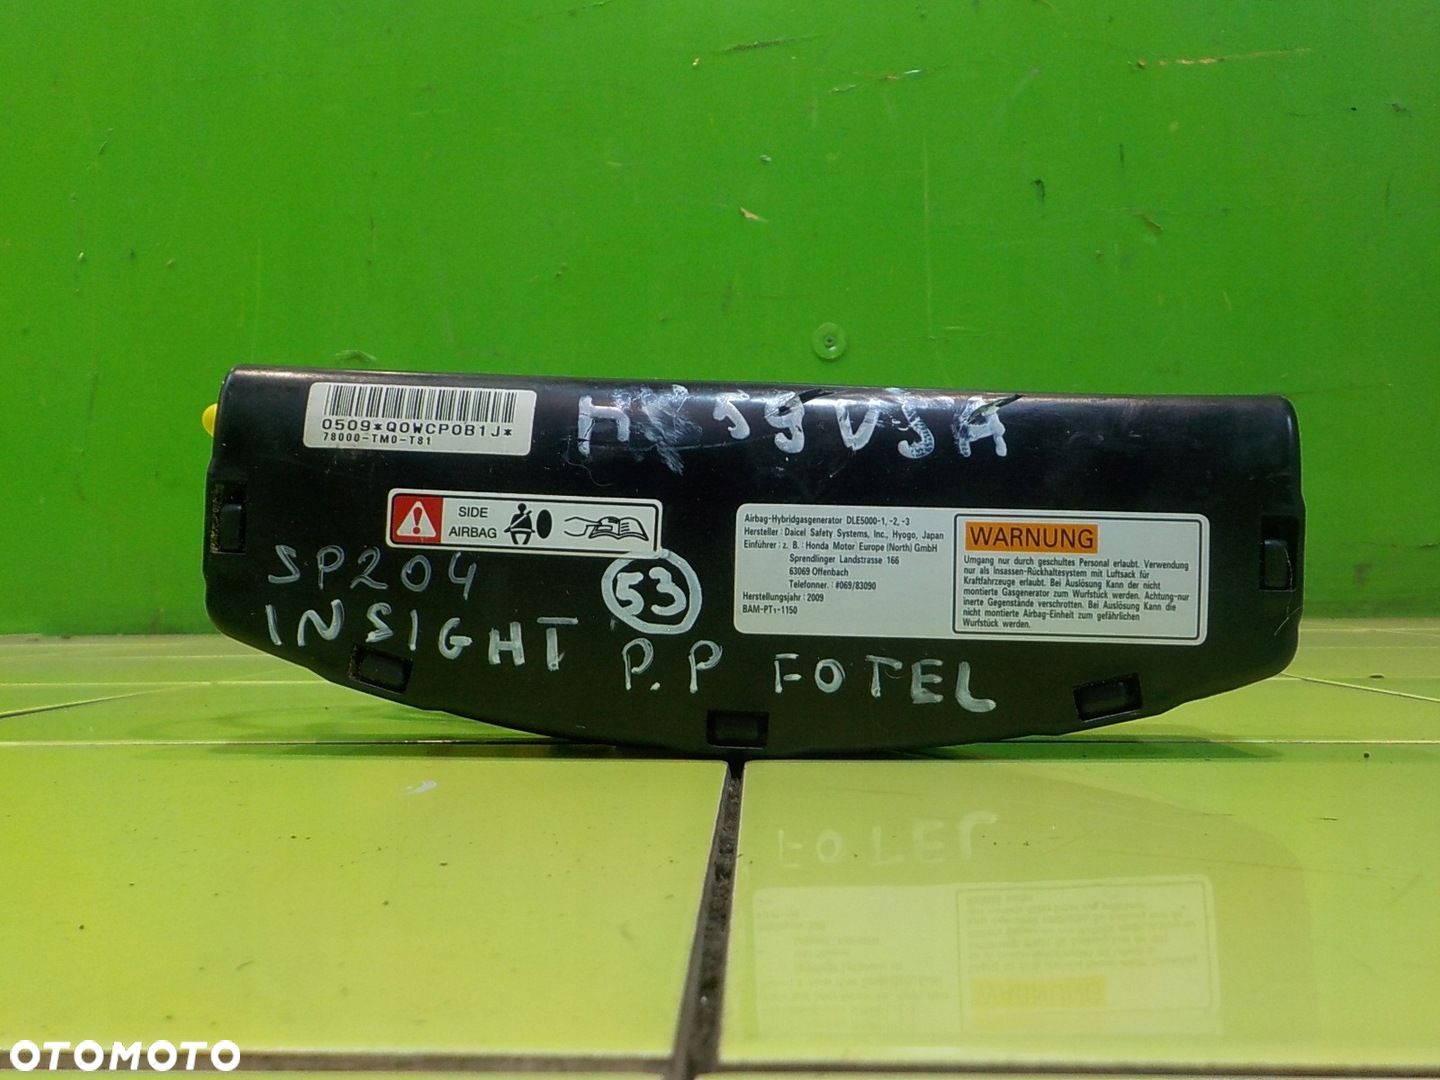 0509*Q0WCP0B1J*
78000-TM0-T81
SIDE
AIRBAG
SP204
53
INSIGHT P.P FOTEL
Airbag-Hybridgasgenerator DLE5000-1, -2, -3
Hersteller: Daicel Safety Systems, Inc., Hyogo, Japan
Einführer: z. B.: Honda Motor Europe (North) GmbH
Sprendlinger Landstrasse 166
63069 Offenbach
Telefonner.: #069/83090
Herstellungsjahr: 2009
BAM-PT₁-1150
WARNUNG
Umgang nur durch geschultes Personal erlaubt. Verwendung
nur als Insassen-Rückhaltesystem mit Luftsack für
Kraftfahrzeuge erlaubt. Bei Auslösung Kann der nicht
montierte Gasgenerator zum Wurfstück werden. Achtung-nur
inerte Gegenstände verschrotten. Bei Auslösung Kann die
nicht montierte Airbag-Einheit zum gefährlichen
Wurfstück werden.
OTOMOTO